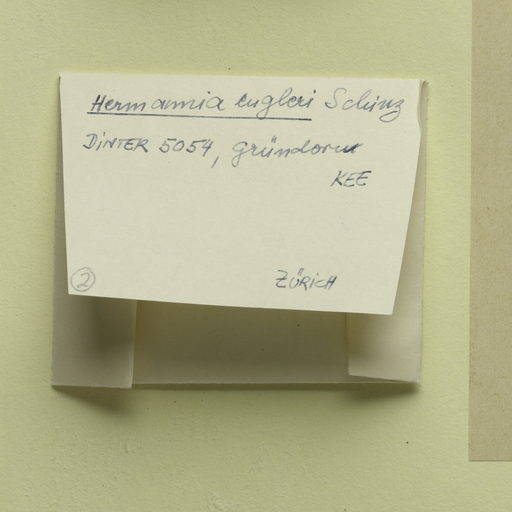 Hermannia engleri Schinz
DINTER 5054, Gründorn
KEE
② ZÜRICH